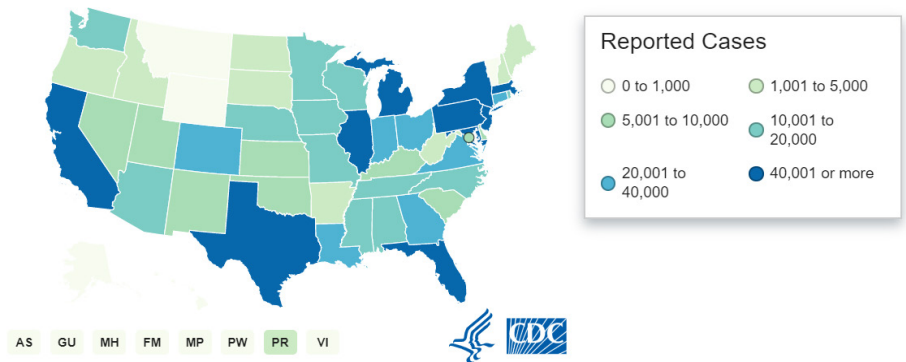 Reported Cases
0 to 1,000
1,001 to 5,000
5,001 to 10,000
10,001 to
20,000
20,001 to
40,000
40,001 or more
AS GU MH FM MP PW PR VI
CDC